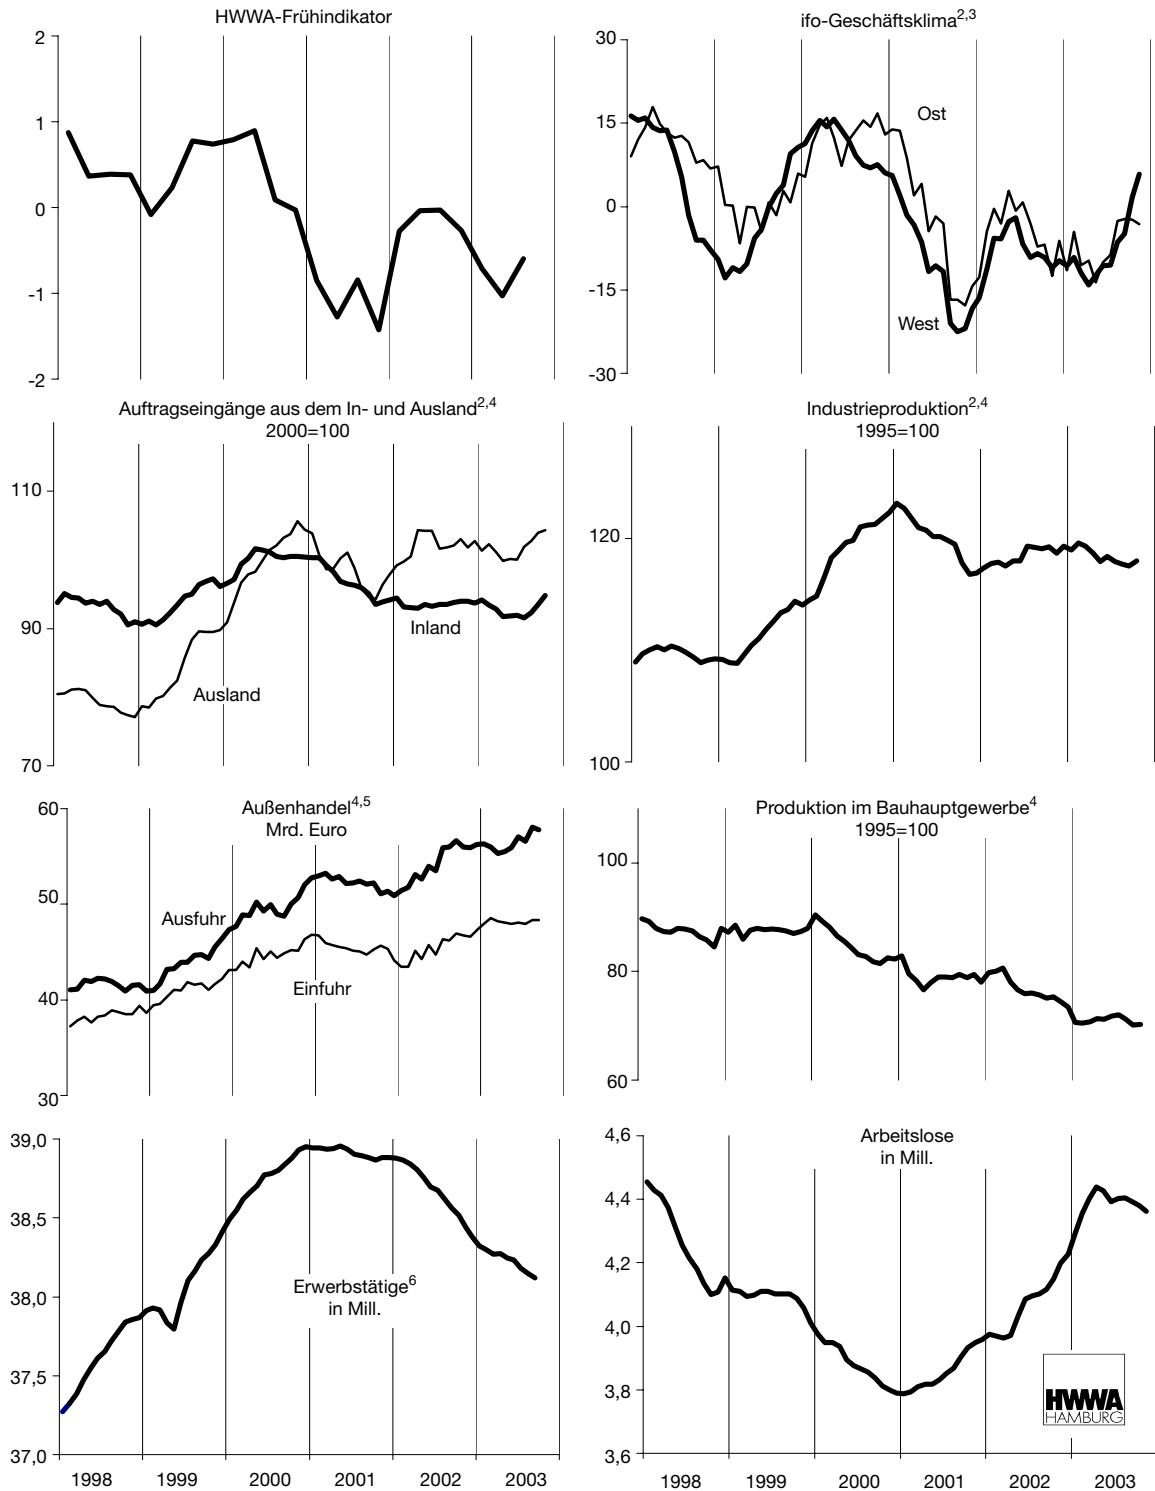 HWWA-Frühindikator
2
1
0
-1
-2
ifo-Geschäftsklima2,3
30
15
0
-15
-30
Ost
West
Auftragseingänge aus dem In- und Ausland2,4
2000=100
110
90
70
Inland
Ausland
Industrieproduktion2,4
1995=100
120
100
Außenhandel4,5
Mrd. Euro
60
50
40
30
Ausfuhr
Einfuhr
Produktion im Bauhauptgewerbe4
1995=100
100
80
60
39,0
38,5
38,0
37,5
37,0
Erwerbstätige6
in Mill.
1998 1999 2000 2001 2002 2003
Arbeitslose
in Mill.
4,6
4,4
4,2
4,0
3,8
3,6
HWWA
HAMBURG
1998 1999 2000 2001 2002 2003